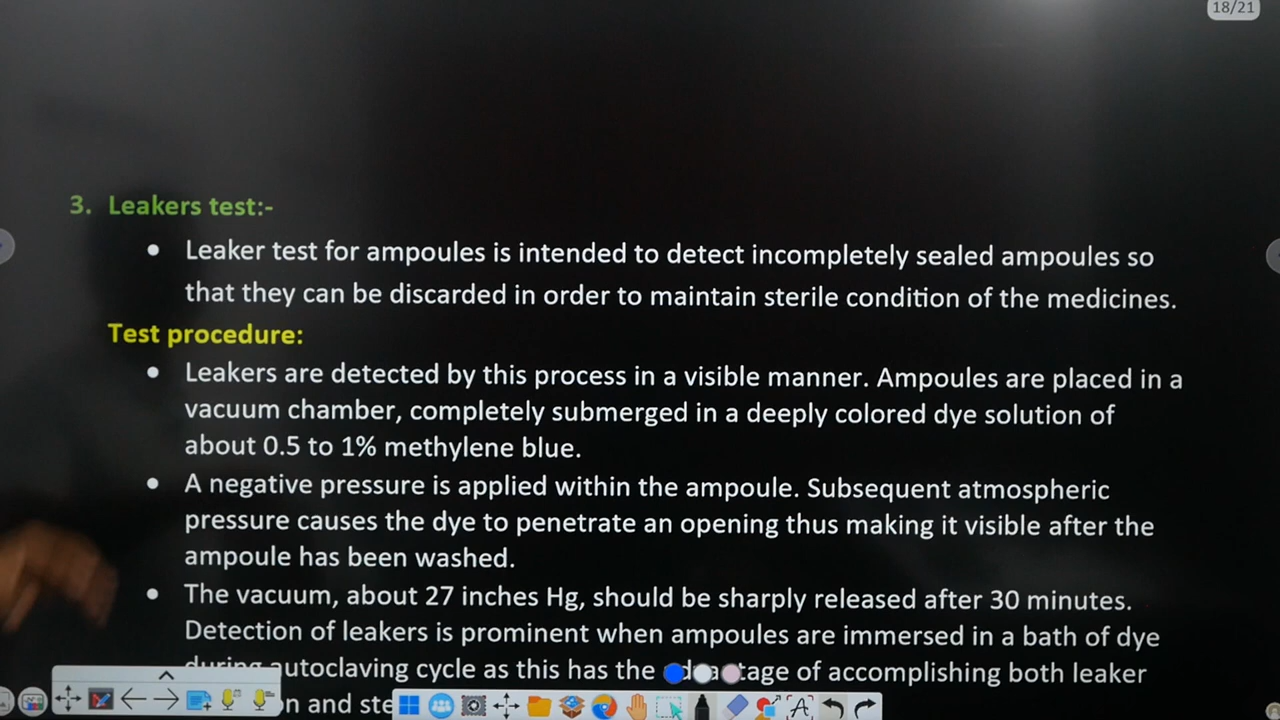 18/21
3. Leakers test:-
• Leaker test for ampoules is intended to detect incompletely sealed ampoules so
that they can be discarded in order to maintain sterile condition of the medicines.
Test procedure:
• Leakers are detected by this process in a visible manner. Ampoules are placed in a
vacuum chamber, completely submerged in a deeply colored dye solution of
about 0.5 to 1% methylene blue.
• A negative pressure is applied within the ampoule. Subsequent atmospheric
pressure causes the dye to penetrate an opening thus making it visible after the
ampoule has been washed.
• The vacuum, about 27 inches Hg, should be sharply released after 30 minutes.
Detection of leakers is prominent when ampoules are immersed in a bath of dye
during autoclaving cycle as this has the advantage of accomplishing both leaker
and